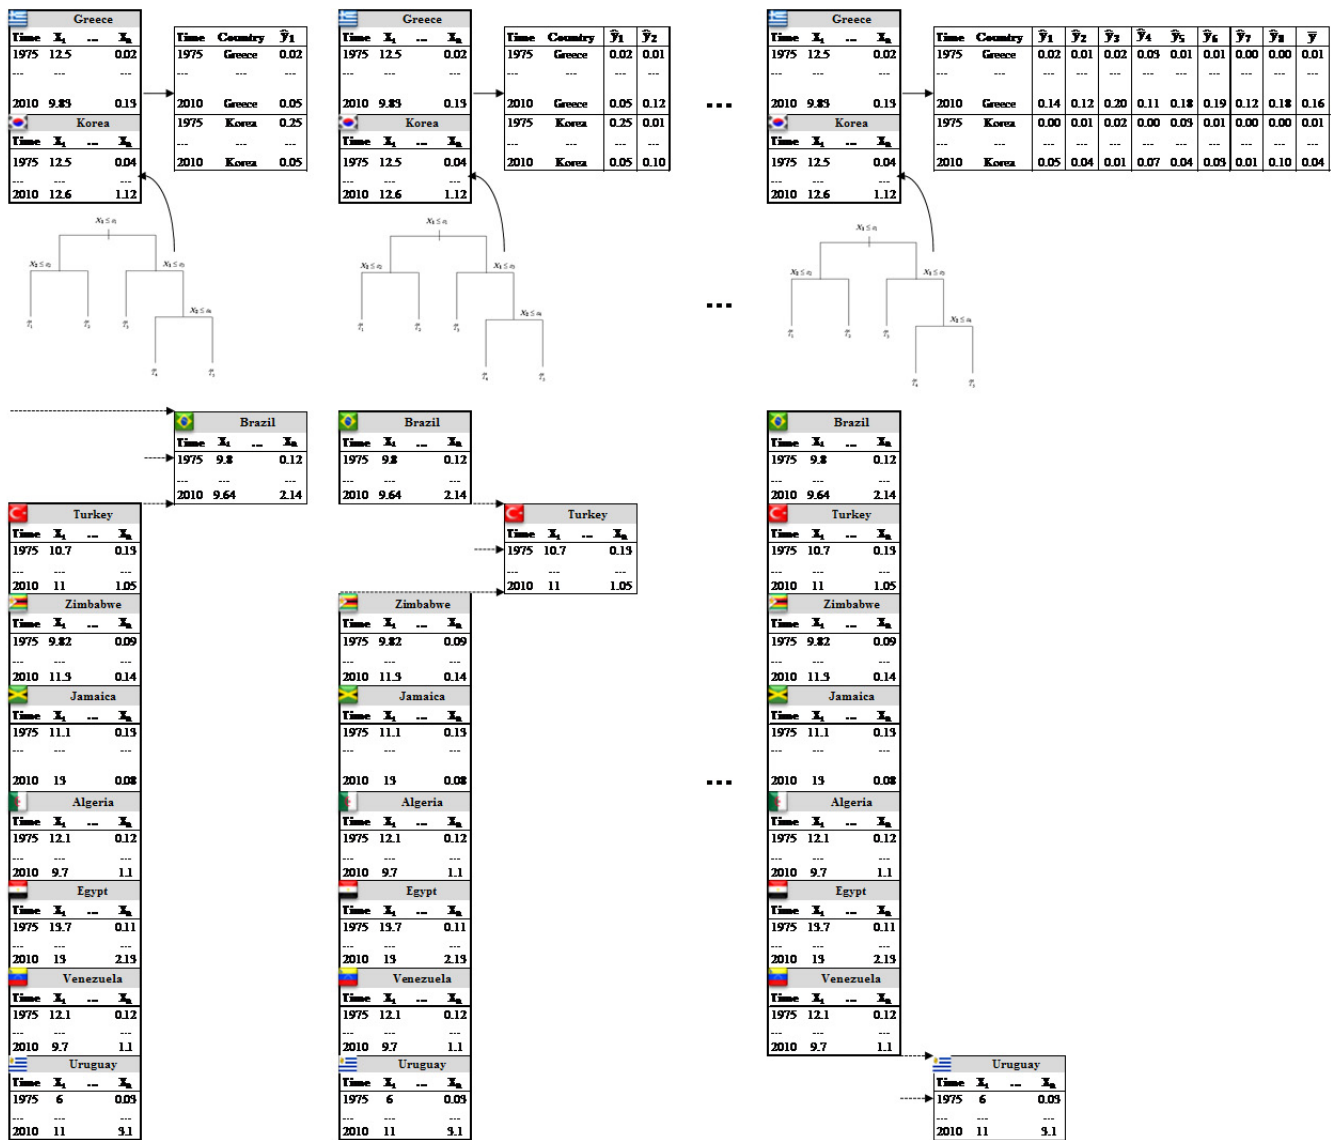 Greece
Time X1 ... Xn
1975 12.5 0.02
... ... ...
2010 9.83 0.13
Korea
Time X1 ... Xn
1975 12.5 0.04
... ... ...
2010 12.6 1.12
Time Country ŷ1
1975 Greece 0.02
... ... ...
2010 Greece 0.05
1975 Korea 0.25
... ... ...
2010 Korea 0.05
Greece
Time X1 ... Xn
1975 12.5 0.02
... ... ...
2010 9.83 0.13
Korea
Time X1 ... Xn
1975 12.5 0.04
... ... ...
2010 12.6 1.12
Time Country ŷ1 ŷ2
1975 Greece 0.02 0.01
... ... ... ...
2010 Greece 0.05 0.12
1975 Korea 0.25 0.01
... ... ... ...
2010 Korea 0.05 0.10
...
Greece
Time X1 ... Xn
1975 12.5 0.02
... ... ...
2010 9.83 0.13
Korea
Time X1 ... Xn
1975 12.5 0.04
... ... ...
2010 12.6 1.12
Time Country ŷ1 ŷ2 ŷ3 ŷ4 ŷ5 ŷ6 ŷ7 ŷ8 ȳ
1975 Greece 0.02 0.01 0.02 0.03 0.01 0.01 0.00 0.00 0.01
... ... ... ... ... ... ... ... ... ... ...
2010 Greece 0.14 0.12 0.20 0.11 0.18 0.19 0.12 0.18 0.16
1975 Korea 0.00 0.01 0.02 0.00 0.03 0.01 0.00 0.00 0.01
... ... ... ... ... ... ... ... ... ... ...
2010 Korea 0.05 0.04 0.01 0.07 0.04 0.03 0.01 0.10 0.04
...
Brazil
Time X1 ... Xn
1975 9.8 0.12
... ... ...
2010 9.64 2.14
Turkey
Time X1 ... Xn
1975 10.7 0.13
... ... ...
2010 11 1.05
Zimbabwe
Time X1 ... Xn
1975 9.82 0.09
... ... ...
2010 11.3 0.14
Jamaica
Time X1 ... Xn
1975 11.1 0.13
... ... ...
2010 13 0.08
Algeria
Time X1 ... Xn
1975 12.1 0.12
... ... ...
2010 9.7 1.1
Egypt
Time X1 ... Xn
1975 13.7 0.11
... ... ...
2010 13 2.13
Venezuela
Time X1 ... Xn
1975 12.1 0.12
... ... ...
2010 9.7 1.1
Uruguay
Time X1 ... Xn
1975 6 0.03
... ... ...
2010 11 3.1
Brazil
Time X1 ... Xn
1975 9.8 0.12
... ... ...
2010 9.64 2.14
Turkey
Time X1 ... Xn
1975 10.7 0.13
... ... ...
2010 11 1.05
Zimbabwe
Time X1 ... Xn
1975 9.82 0.09
... ... ...
2010 11.3 0.14
Jamaica
Time X1 ... Xn
1975 11.1 0.13
... ... ...
2010 13 0.08
Algeria
Time X1 ... Xn
1975 12.1 0.12
... ... ...
2010 9.7 1.1
Egypt
Time X1 ... Xn
1975 13.7 0.11
... ... ...
2010 13 2.13
Venezuela
Time X1 ... Xn
1975 12.1 0.12
... ... ...
2010 9.7 1.1
Uruguay
Time X1 ... Xn
1975 6 0.03
... ... ...
2010 11 3.1
...
Brazil
Time X1 ... Xn
1975 9.8 0.12
... ... ...
2010 9.64 2.14
Turkey
Time X1 ... Xn
1975 10.7 0.13
... ... ...
2010 11 1.05
Zimbabwe
Time X1 ... Xn
1975 9.82 0.09
... ... ...
2010 11.3 0.14
Jamaica
Time X1 ... Xn
1975 11.1 0.13
... ... ...
2010 13 0.08
Algeria
Time X1 ... Xn
1975 12.1 0.12
... ... ...
2010 9.7 1.1
Egypt
Time X1 ... Xn
1975 13.7 0.11
... ... ...
2010 13 2.13
Venezuela
Time X1 ... Xn
1975 12.1 0.12
... ... ...
2010 9.7 1.1
Uruguay
Time X1 ... Xn
1975 6 0.03
... ... ...
2010 11 3.1